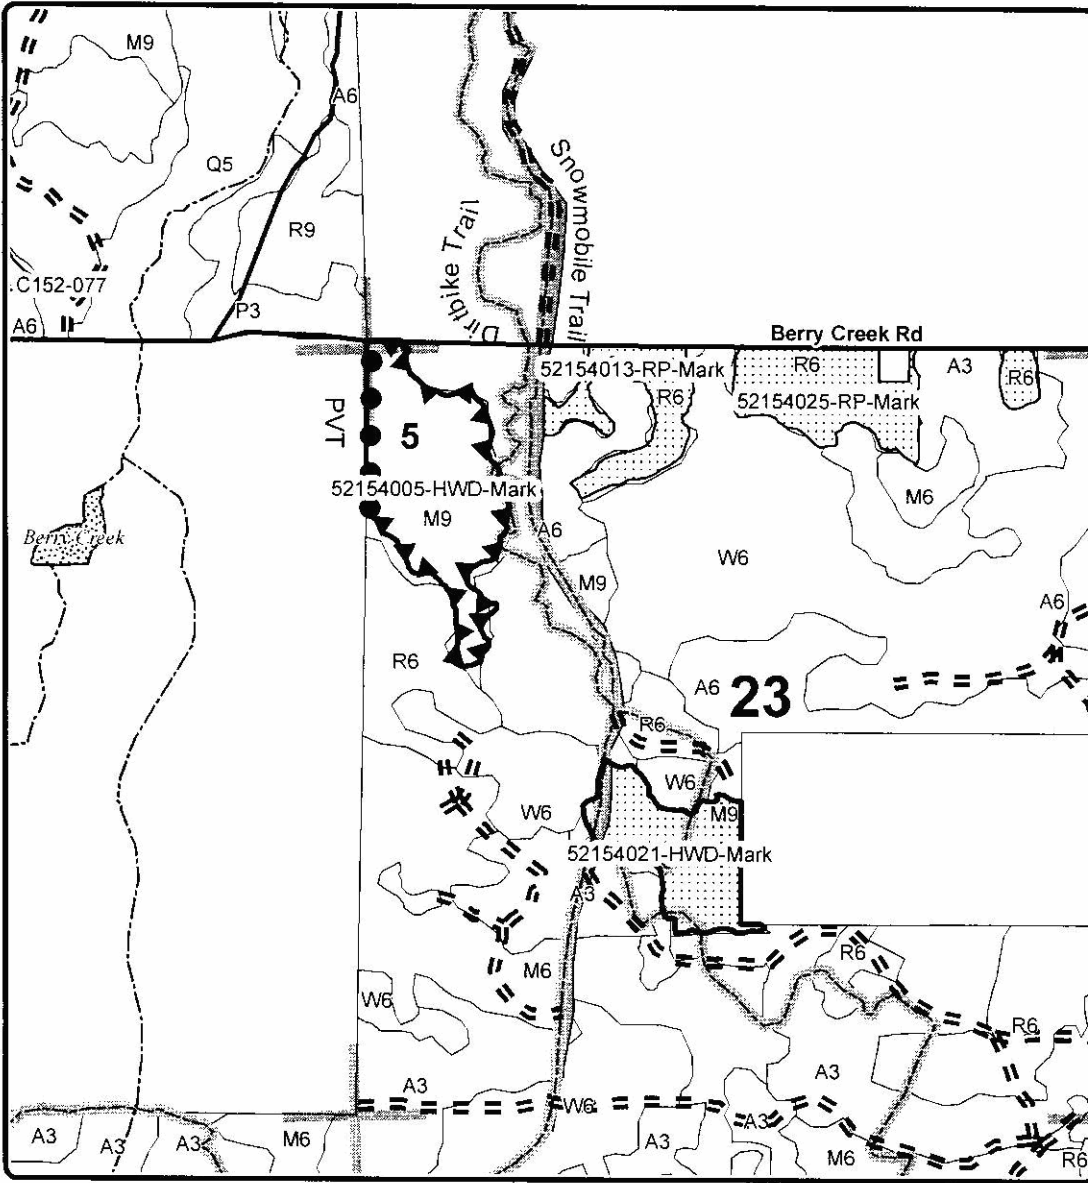 M9
A6
Q5
Snowmobile Trail
Dirtbike Trail
R9
C152-077
P3
A6
Berry Creek Rd
52154013-RP-Mark
R6
A3
R6
R6
52154025-RP-Mark
PVT
5
52154005-HWD-Mark
M9
M6
A6
Berry Creek
W6
M9
A6
R6
A6
23
R6
W6
W6
M9
52154021-HWD-Mark
A3
R6
M6
W6
R6
A3
A3
W6
A3
A3
A3
A3
M6
A3
M6
R6